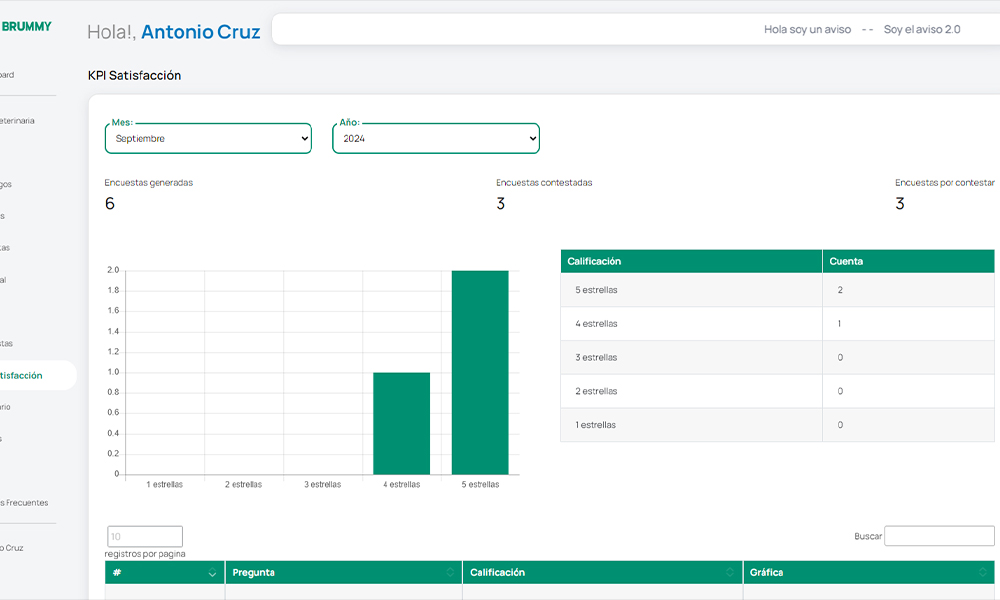 BRUMMY
Hola!, Antonio Cruz
Hola soy un aviso -- Soy el aviso 2.0
KPI Satisfacción
Mes:
Septiembre
Año:
2024
Encuestas generadas
6
Encuestas contestadas
3
Encuestas por contestar
3
2.0
1.8
1.6
1.4
1.2
1.0
0.8
0.6
0.4
0.2
0
1 estrellas 2 estrellas 3 estrellas 4 estrellas 5 estrellas
Calificación Cuenta
5 estrellas 2
4 estrellas 1
3 estrellas 0
2 estrellas 0
1 estrellas 0
10
registros por pagina
Buscar
# Pregunta Calificación Gráfica
oard
eterinaria
gos
s
tas
al
stas
tisfacción
ario
s
s Frecuentes
o Cruz